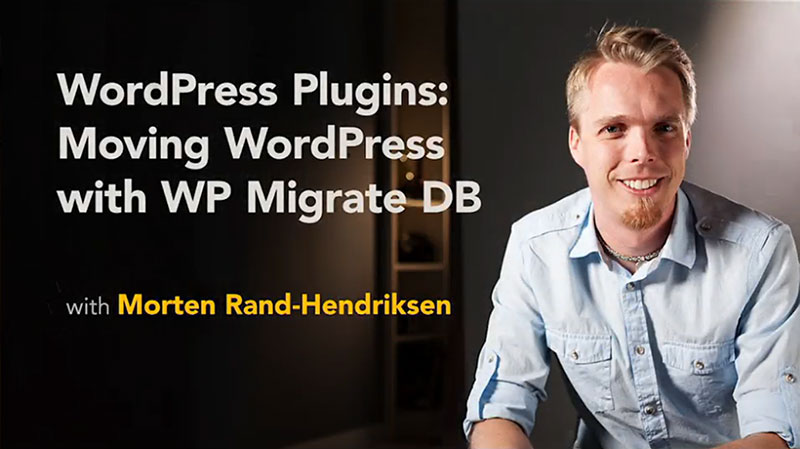 WordPress Plugins:
Moving WordPress
with WP Migrate DB
with Morten Rand-Hendriksen